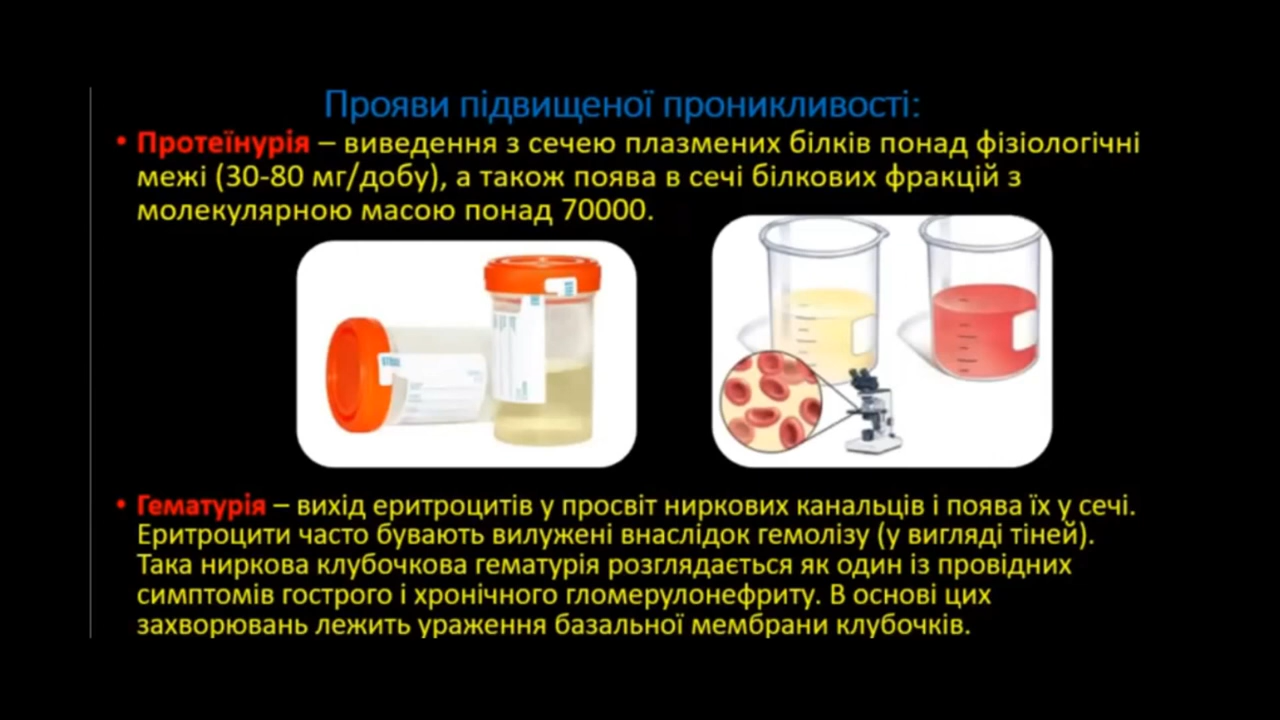 Прояви підвищеної проникливості:
• Протеїнурія – виведення з сечею плазмених білків понад фізіологічні
межі (30-80 мг/добу), а також поява в сечі білкових фракцій з
молекулярною масою понад 70000.
• Гематурія – вихід еритроцитів у просвіт ниркових канальців і поява їх у сечі.
Еритроцити часто бувають вилужені внаслідок гемолізу (у вигляді тіней).
Така ниркова клубочкова гематурія розглядається як один із провідних
симптомів гострого і хронічного гломерулонефриту. В основі цих
захворювань лежить ураження базальної мембрани клубочків.